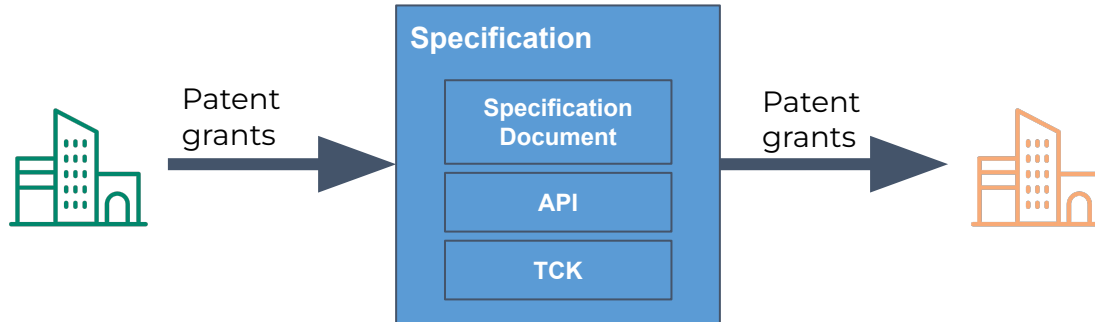 Specification
Patent
grants
Specification
Document
API
TCK
Patent
grants